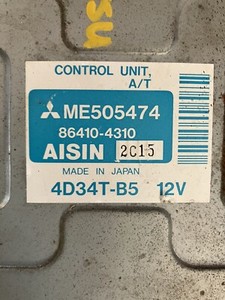 CONTROL UNIT,
A/T
ME505474
86410-4310
AISIN 2C15
MADE IN JAPAN
4D34T-B5 12V